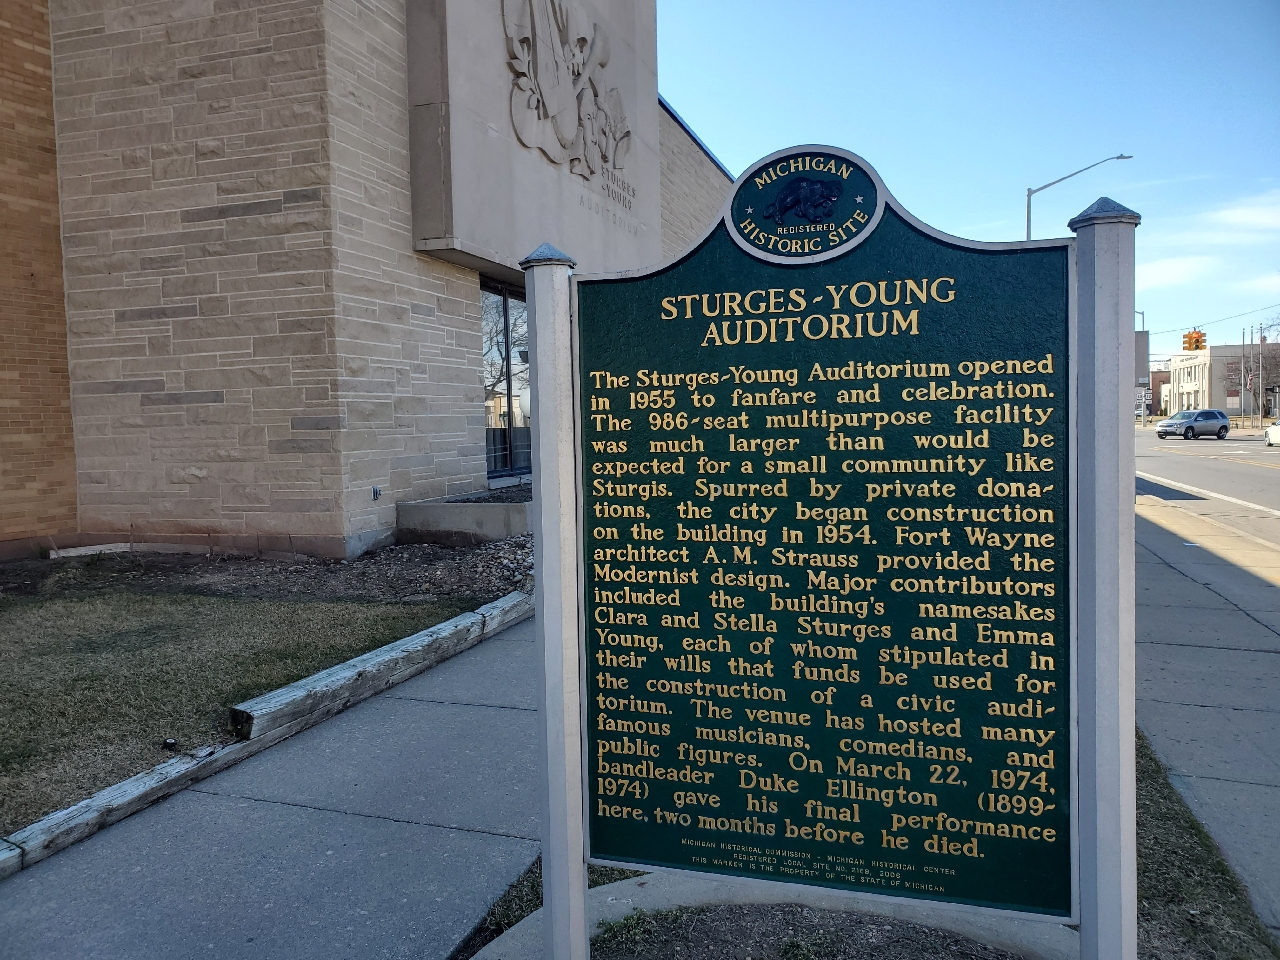 STURGES
-YOUNG
AUDITORIUM
MICHIGAN
REGISTERED
HISTORIC SITE
STURGES-YOUNG
AUDITORIUM
The Sturges-Young Auditorium opened
in 1955 to fanfare and celebration.
The 986-seat multipurpose facility
was much larger than would be
expected for a small community like
Sturgis. Spurred by private dona-
tions, the city began construction
on the building in 1954. Fort Wayne
architect A.M. Strauss provided the
Modernist design. Major contributors
included the building's namesakes
Clara and Stella Sturges and Emma
Young, each of whom stipulated in
their wills that funds be used for
the construction of a civic audi-
torium. The venue has hosted many
famous musicians, comedians, and
public figures. On March 22, 1974,
bandleader Duke Ellington (1899-
1974) gave his final performance
here, two months before he died.
MICHIGAN HISTORICAL COMMISSION - MICHIGAN HISTORICAL CENTER
REGISTERED LOCAL SITE NO. 2169, 2006
THIS MARKER IS THE PROPERTY OF THE STATE OF MICHIGAN